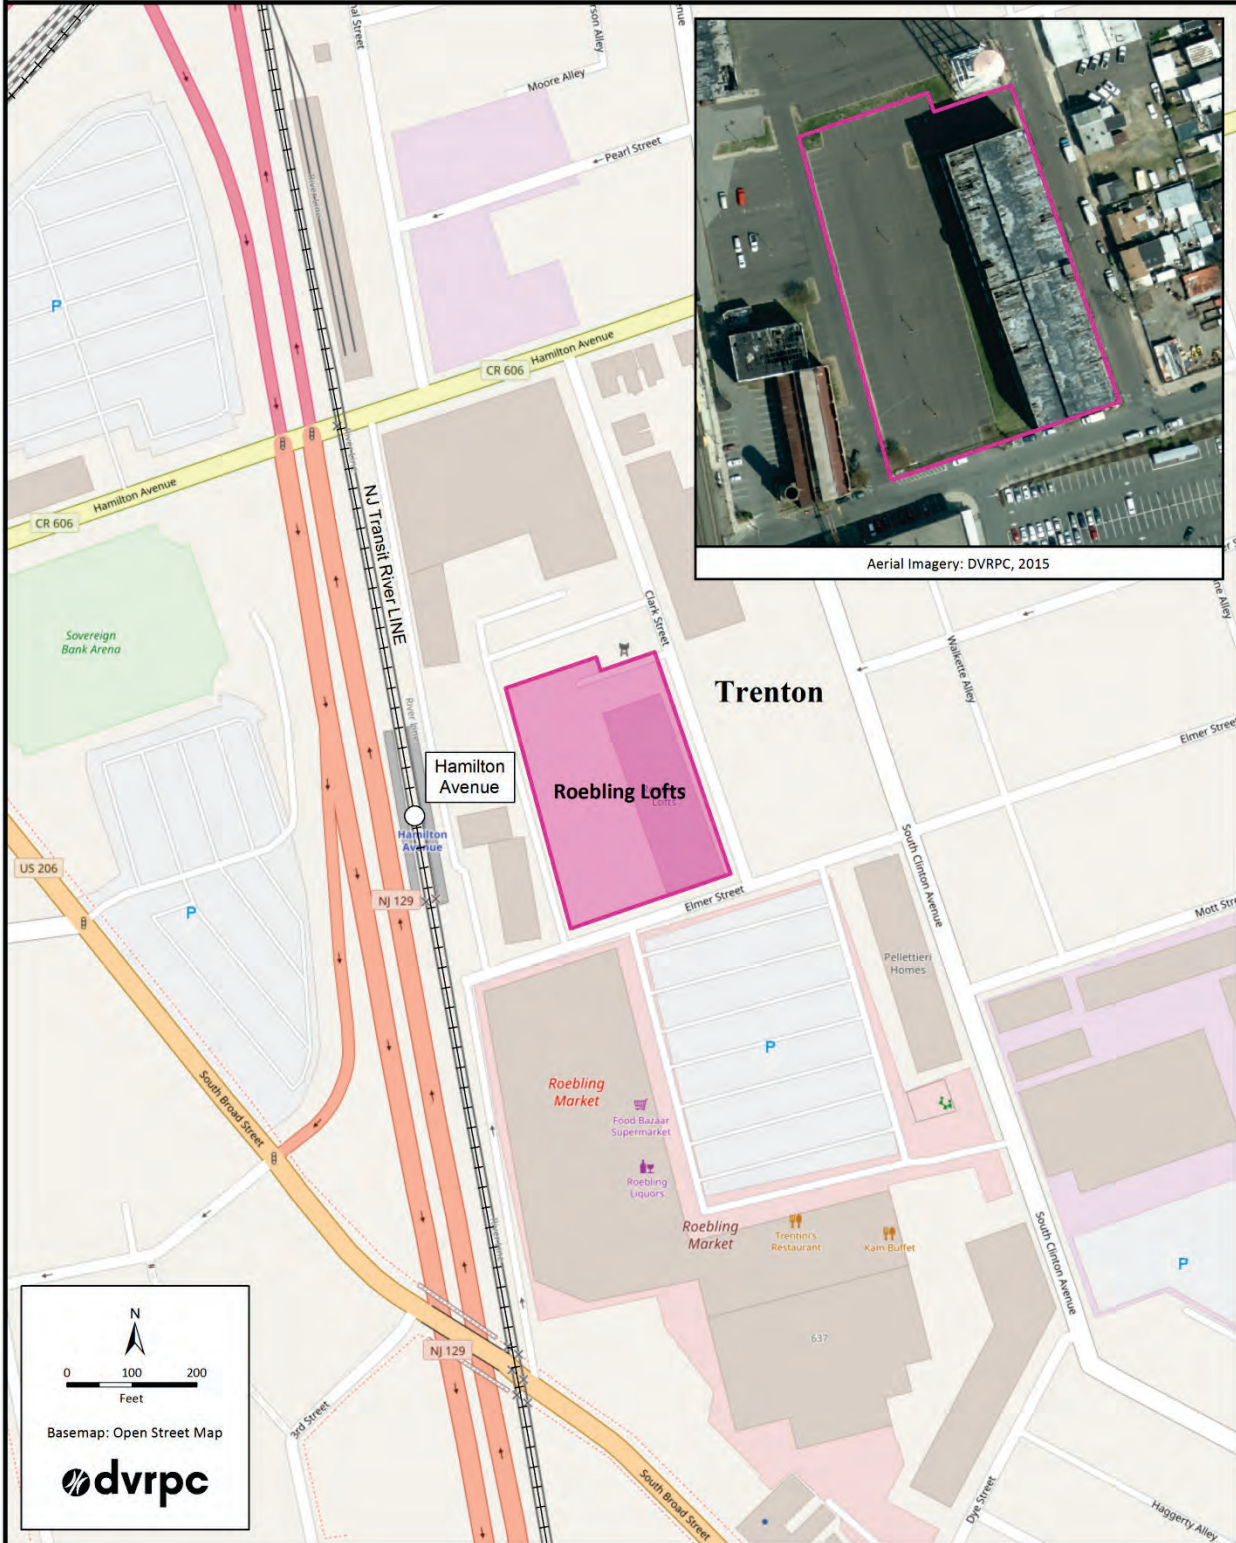 Moore Alley
Pearl Street
Hamilton Avenue
CR 606
Aerial Imagery: DVRPC, 2015
Hamilton Avenue
CR 606
NJ Transit River LINE
Clark Street
Sovereign
Bank Arena
Walkette Alley
Trenton
Elmer Street
River Line
Hamilton
Avenue
Roebling Lofts
Lofts
Hamilton
Avenue
US 206
NJ 129
South Clinton Avenue
Elmer Street
P
P
Mott Stre
Pellettieri
Homes
P
South Broad Street
Roebling
Market
Food Bazaar
Supermarket
Roebling
Liquors
Roebling
Market
Trentini's
Restaurant
Kam Buffet
South Clinton Avenue
P
637
NJ 129
3rd Street
South Broad Street
Dye Street
Haggerty Alley
N
0 100 200
Feet
Basemap: Open Street Map
dvrpc